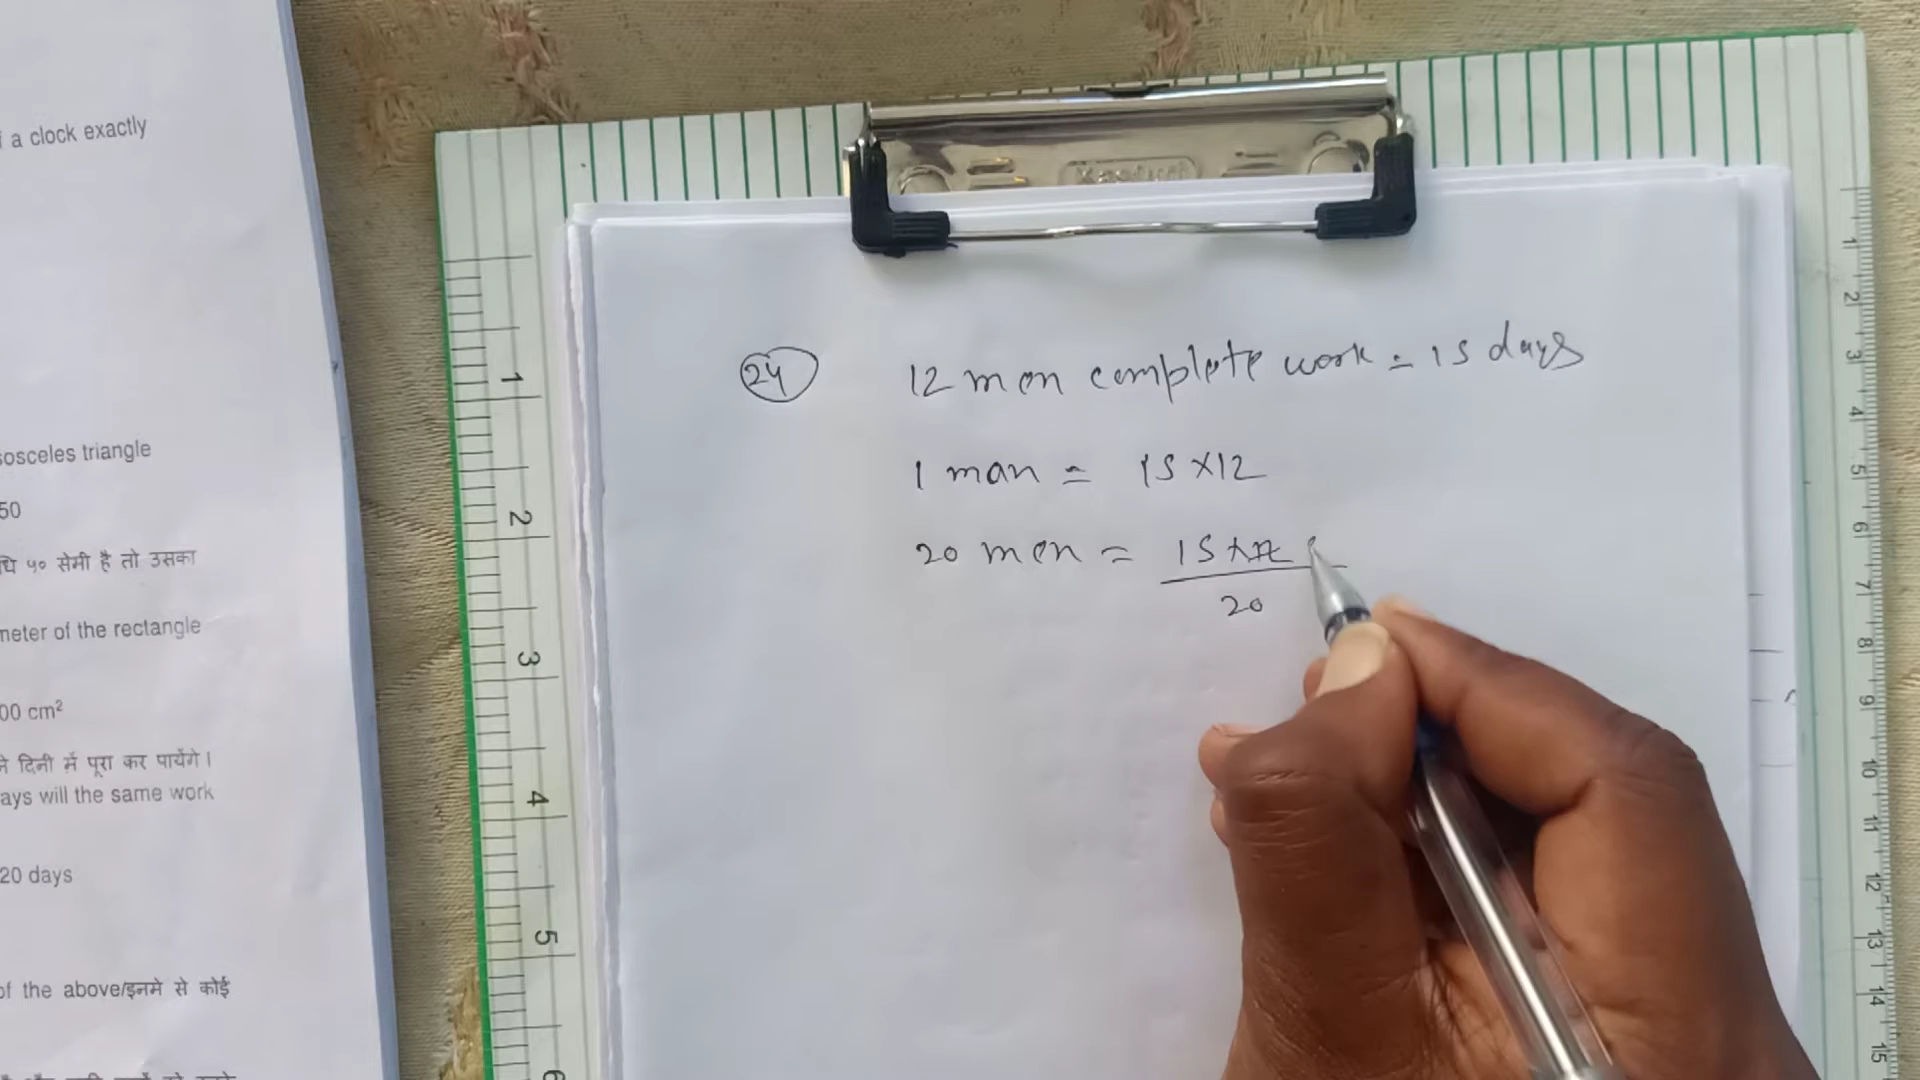 a clock exactly
sosceles triangle
50
धि ५० सेमी है तो उसका
meter of the rectangle
00 cm²
दिनों में पूरा कर पायेंगे।
ays will the same work
20 days
of the above/इनमे से कोई
24
12 men complete work = 15 days
1 man = 15 X12
20 men = 15 X12
20
1
2
3
4
5
6
1
2
3
4
5
6
7
8
9
10
11
12
13
14
15